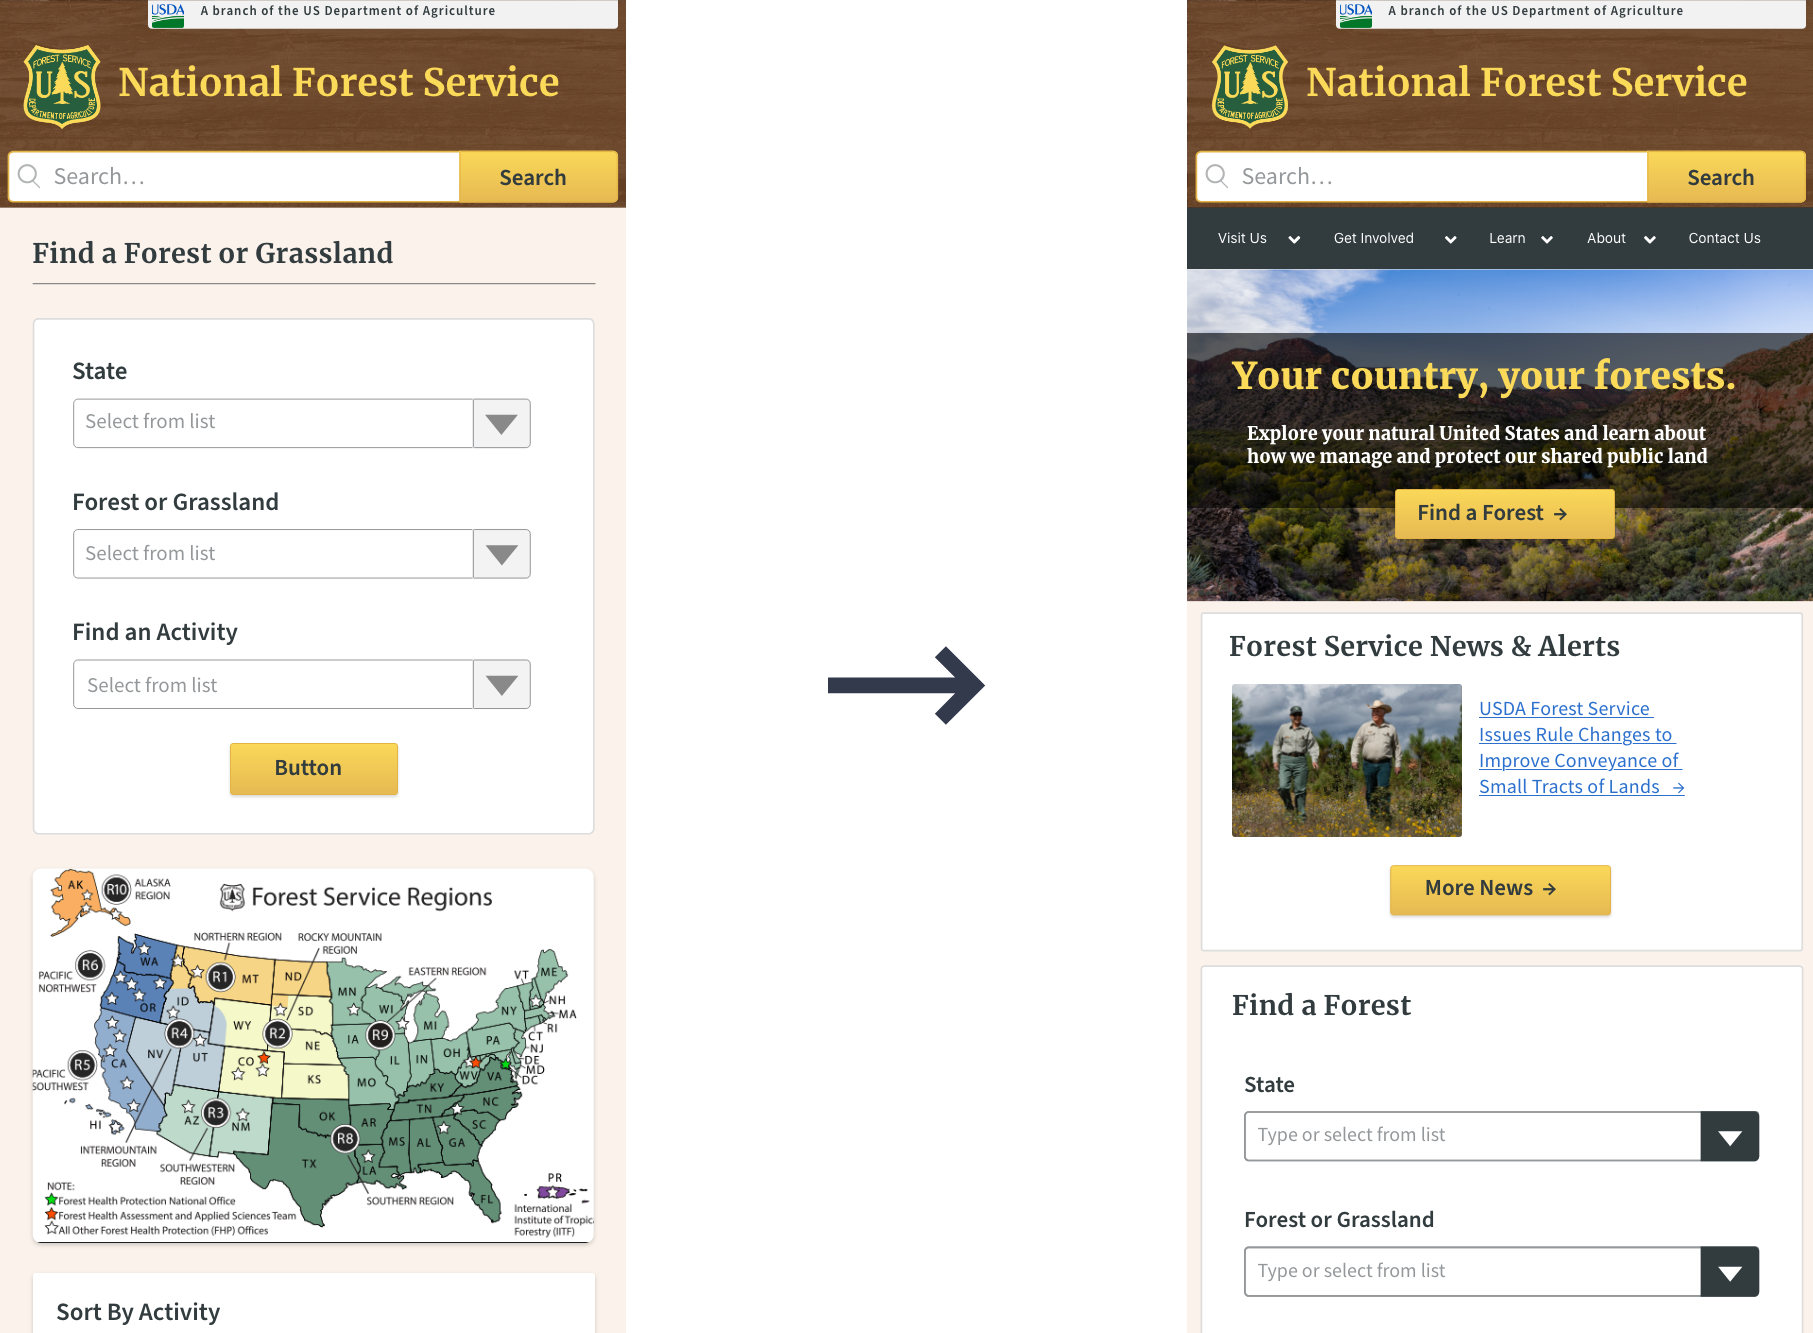 USDA
A branch of the US Department of Agriculture
FOREST SERVICE
UAS
DEPARTMENT OF AGRICULTURE
National Forest Service
Search...
Search
Find a Forest or Grassland
State
Select from list
Forest or Grassland
Select from list
Find an Activity
Select from list
Button
AK
R10
ALASKA
REGION
Forest Service Regions
NORTHERN REGION
ROCKY MOUNTAIN
REGION
EASTERN REGION
R6
PACIFIC
NORTHWEST
WA
R1
MT
ND
MN
VT
ME
OR
ID
SD
WI
MI
NY
NH
MA
RI
CT
NJ
DE
MD
DC
R4
WY
R2
NE
IA
R9
PA
R5
PACIFIC
SOUTHWEST
CA
NV
UT
CO
KS
MO
IL
IN
OH
WV
VA
KY
HI
AZ
R3
NM
OK
AR
TN
NC
SC
R8
MS
AL
GA
TX
LA
FL
INTERMOUNTAIN
REGION
SOUTHWESTERN
REGION
SOUTHERN REGION
PR
International
Institute of Tropic
Forestry (IITF)
NOTE:
Forest Health Protection National Office
Forest Health Assessment and Applied Sciences Team
All Other Forest Health Protection (FHP) Offices
Sort By Activity
USDA
A branch of the US Department of Agriculture
FOREST SERVICE
UAS
DEPARTMENT OF AGRICULTURE
National Forest Service
Search...
Search
Visit Us
Get Involved
Learn
About
Contact Us
Your country, your forests.
Explore your natural United States and learn about
how we manage and protect our shared public land
Find a Forest →
Forest Service News & Alerts
USDA Forest Service
Issues Rule Changes to
Improve Conveyance of
Small Tracts of Lands →
More News →
Find a Forest
State
Type or select from list
Forest or Grassland
Type or select from list